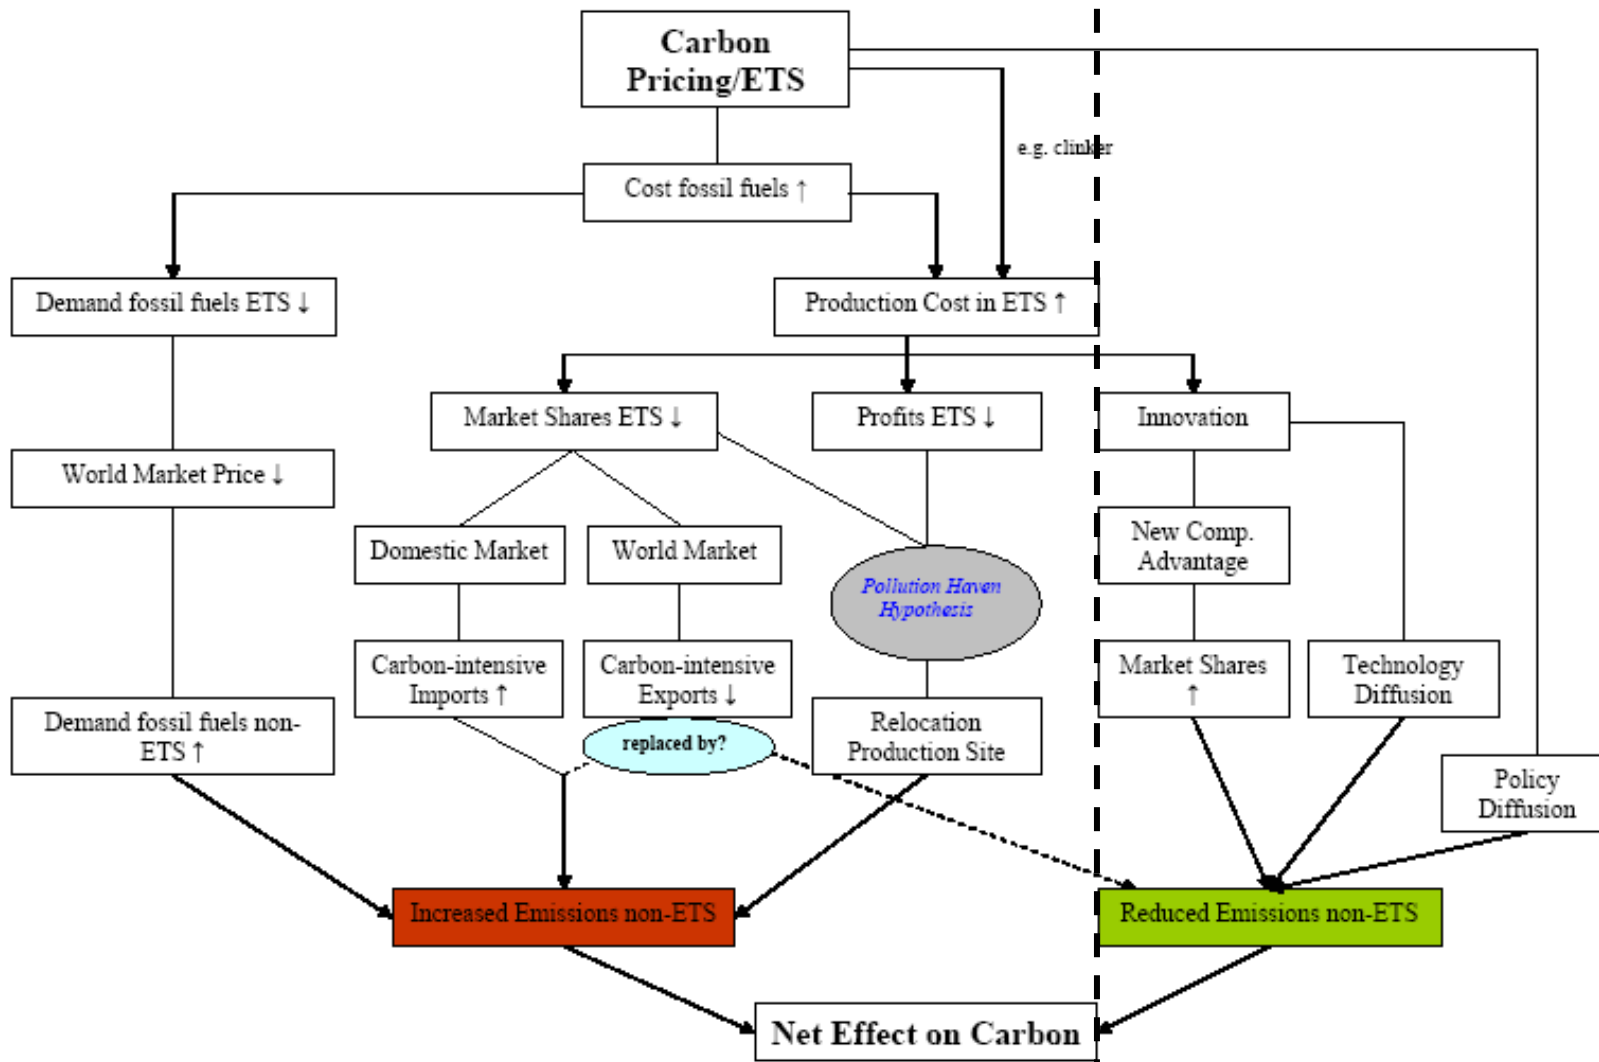 Carbon
Pricing/ETS
e.g. clinker
Cost fossil fuels ↑
Demand fossil fuels ETS ↓
Production Cost in ETS ↑
Market Shares ETS ↓
Profits ETS ↓
Innovation
World Market Price ↓
Domestic Market
World Market
New Comp.
Advantage
Pollution Haven
Hypothesis
Carbon-intensive
Imports ↑
Carbon-intensive
Exports ↓
Market Shares
↑
Technology
Diffusion
Demand fossil fuels non-
ETS ↑
replaced by?
Relocation
Production Site
Policy
Diffusion
Increased Emissions non-ETS
Reduced Emissions non-ETS
Net Effect on Carbon